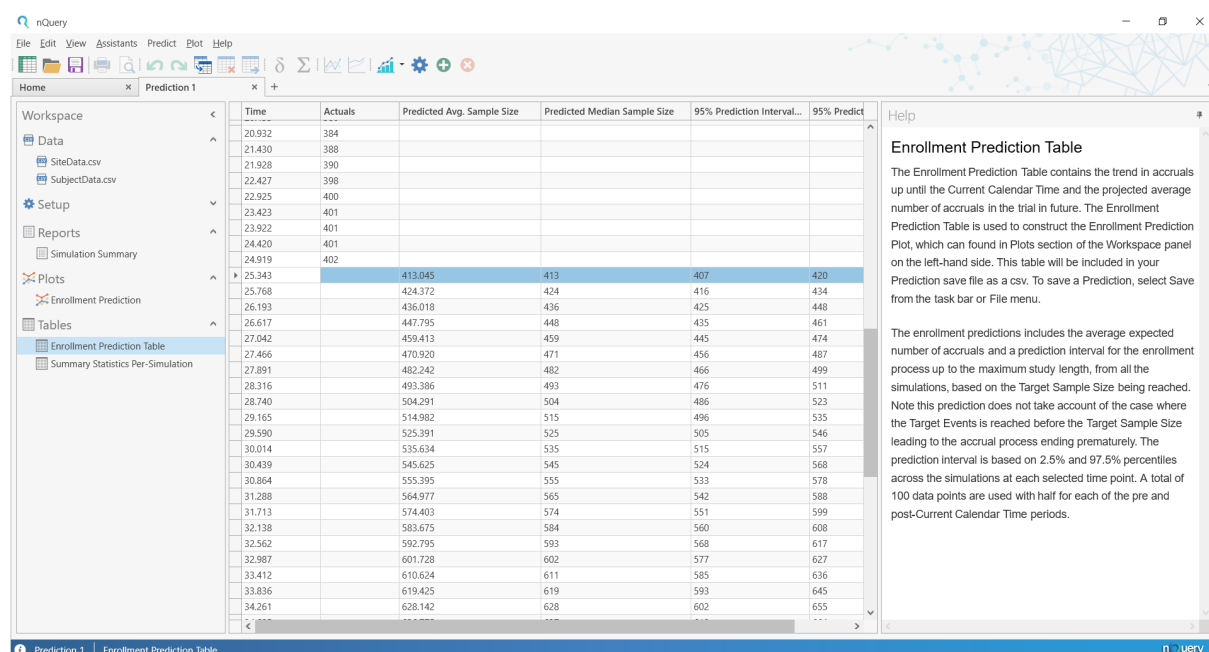 nQuery
File Edit View Assistants Predict Plot Help
Home × Prediction 1 × +
Workspace
Data
SiteData.csv
SubjectData.csv
Setup
Reports
Simulation Summary
Plots
Enrollment Prediction
Tables
Enrollment Prediction Table
Summary Statistics Per-Simulation
Time Actuals Predicted Avg. Sample Size Predicted Median Sample Size 95% Prediction Interval... 95% Predict
20.932 384
21.430 388
21.928 390
22.427 398
22.925 400
23.423 401
23.922 401
24.420 401
24.919 402
25.343 413.045 413 407 420
25.768 424.372 424 416 434
26.193 436.018 436 425 448
26.617 447.795 448 435 461
27.042 459.413 459 445 474
27.466 470.920 471 456 487
27.891 482.242 482 466 499
28.316 493.386 493 476 511
28.740 504.291 504 486 523
29.165 514.982 515 496 535
29.590 525.391 525 505 546
30.014 535.634 535 515 557
30.439 545.625 545 524 568
30.864 555.395 555 533 578
31.288 564.977 565 542 588
31.713 574.403 574 551 599
32.138 583.675 584 560 608
32.562 592.795 593 568 617
32.987 601.728 602 577 627
33.412 610.624 611 585 636
33.836 619.425 619 593 645
34.261 628.142 628 602 655
Help
Enrollment Prediction Table
The Enrollment Prediction Table contains the trend in accruals
up until the Current Calendar Time and the projected average
number of accruals in the trial in future. The Enrollment
Prediction Table is used to construct the Enrollment Prediction
Plot, which can found in Plots section of the Workspace panel
on the left-hand side. This table will be included in your
Prediction save file as a csv. To save a Prediction, select Save
from the task bar or File menu.
The enrollment predictions includes the average expected
number of accruals and a prediction interval for the enrollment
process up to the maximum study length, from all the
simulations, based on the Target Sample Size being reached.
Note this prediction does not take account of the case where
the Target Events is reached before the Target Sample Size
leading to the accrual process ending prematurely. The
prediction interval is based on 2.5% and 97.5% percentiles
across the simulations at each selected time point. A total of
100 data points are used with half for each of the pre and
post-Current Calendar Time periods.
Prediction 1 | Enrollment Prediction Table
nQuery